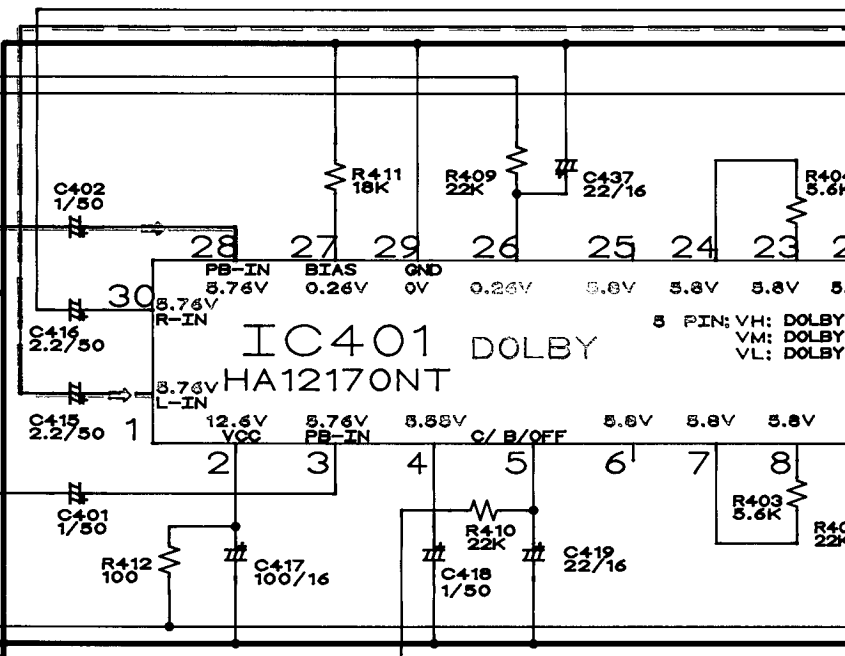 R411
18K
R409
22K
C437
22/16
R404
5.6K
C402
1/50
28 27 29 26 25 24 23 2
PB-IN BIAS GND
5.76V 0.26V 0V 0.26V 5.8V 5.8V 5.8V 5.
30 5.76V
R-IN
C416
2.2/50
IC401 DOLBY
HA12170NT
5 PIN: VH: DOLBY
VM: DOLBY
VL: DOLBY
5.76V
L-IN
C415
2.2/50
1
12.6V 5.76V 5.58V 5.8V 5.8V 5.8V
VCC PB-IN C/ B/OFF
2 3 4 5 6 7 8
C401
1/50
R412
100
C417
100/16
R410
22K
C418
1/50
C419
22/16
R403
5.6K
R40
22K